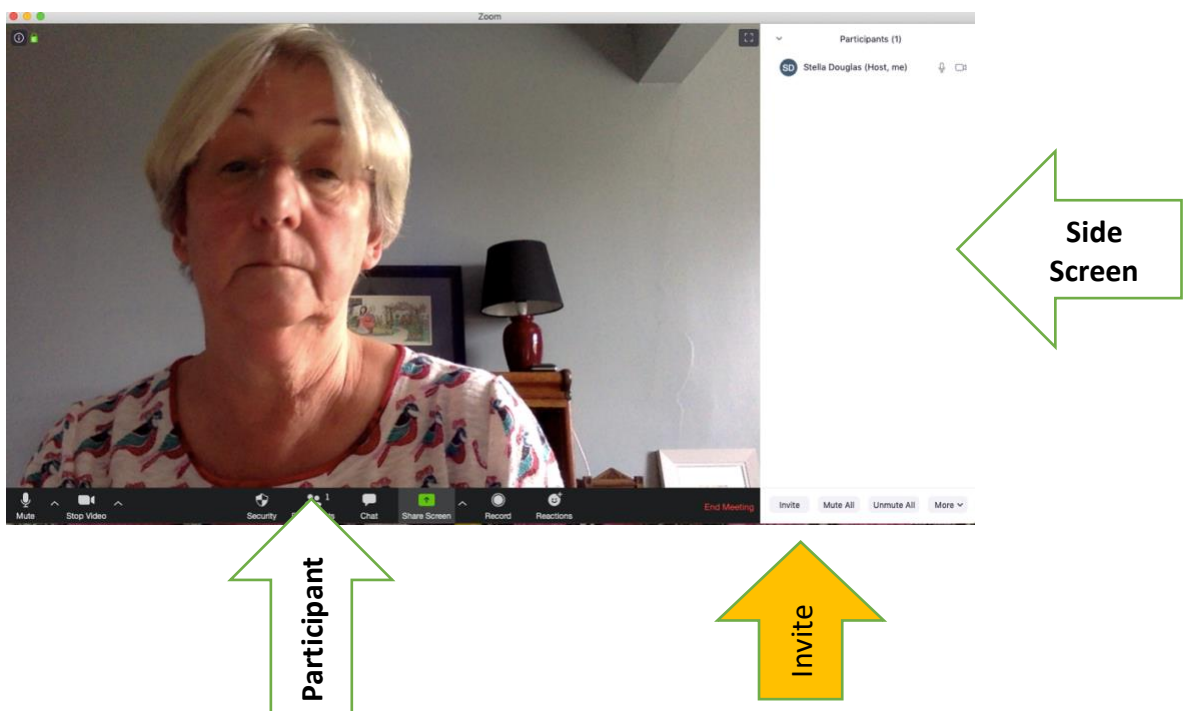 Zoom
Participants (1)
SD Stella Douglas (Host, me)
Side
Screen
Mute Stop Video Security 1 Chat Share Screen Record Reactions End Meeting
Invite Mute All Unmute All More
Participant
Invite